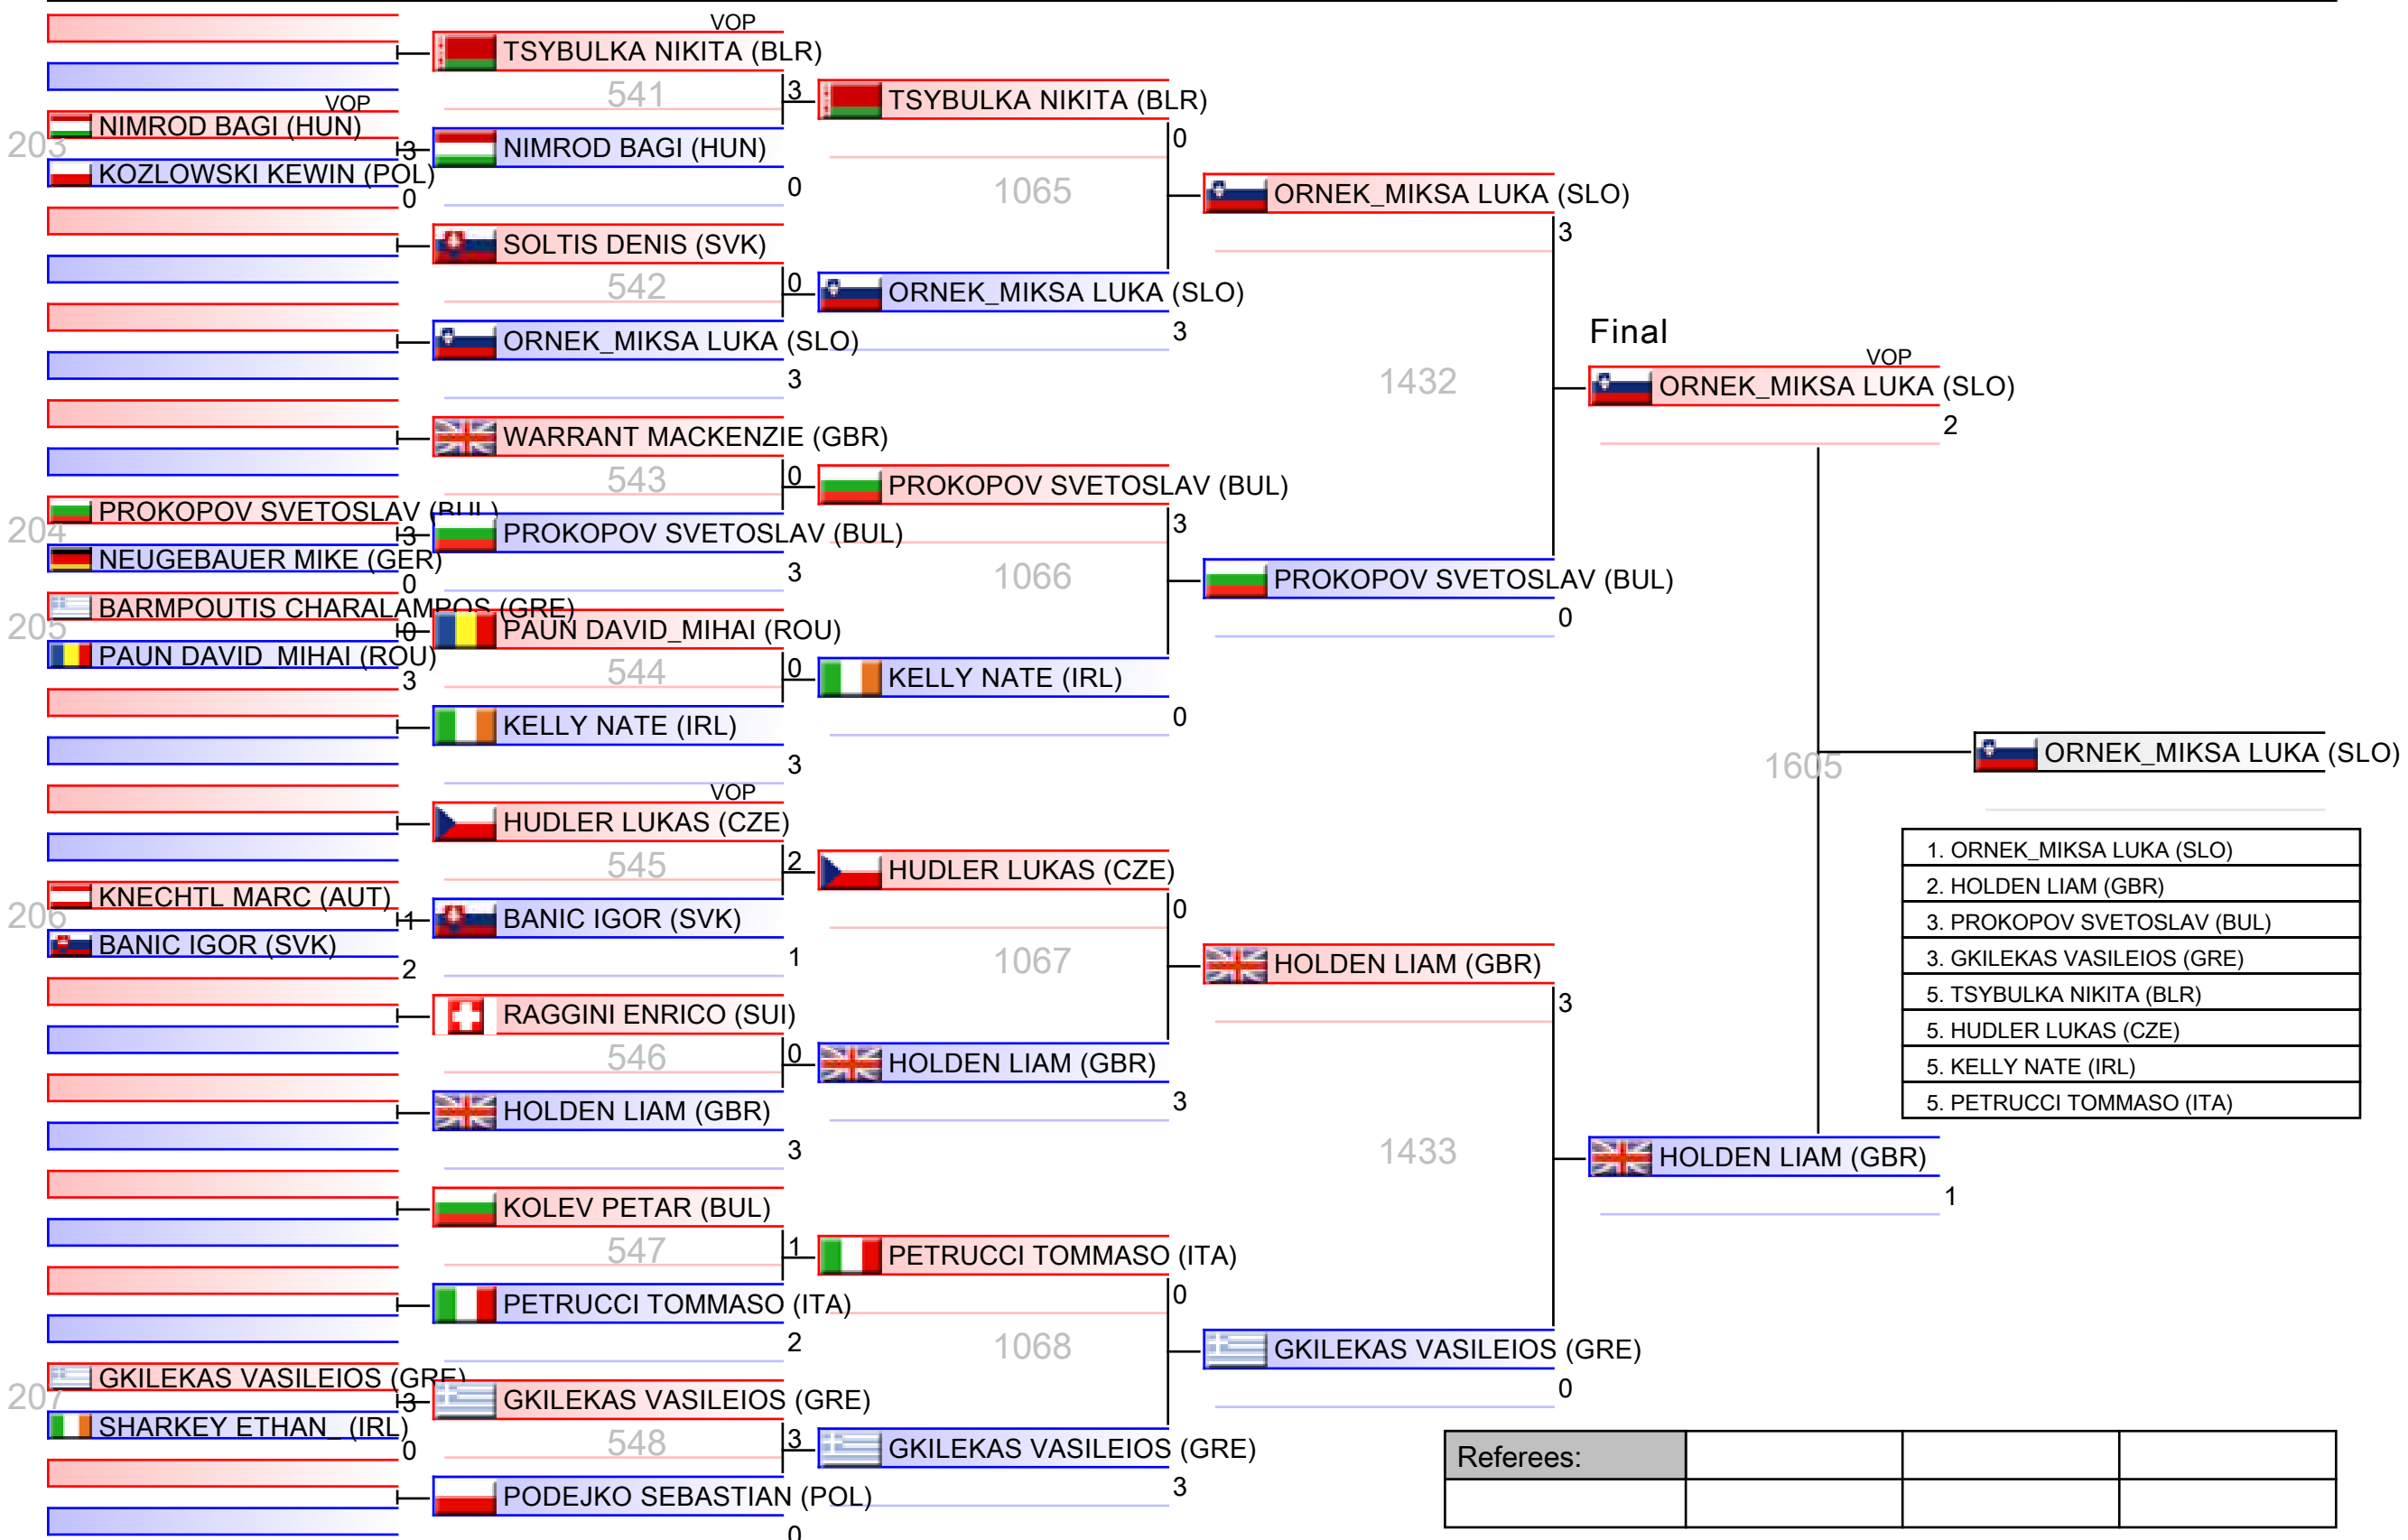 VOP
203
NIMROD BAGI (HUN)
3
KOZLOWSKI KEWIN (POL)
0
204
PROKOPOV SVETOSLAV (BUL)
3
NEUGEBAUER MIKE (GER)
0
205
BARMPOUTIS CHARALAMPOS (GRE)
0
PAUN DAVID_MIHAI (ROU)
3
206
KNECHTL MARC (AUT)
1
BANIC IGOR (SVK)
2
207
GKILEKAS VASILEIOS (GRE)
3
SHARKEY ETHAN_ (IRL)
0
VOP
TSYBULKA NIKITA (BLR)
541
3
NIMROD BAGI (HUN)
0
SOLTIS DENIS (SVK)
542
0
ORNEK_MIKSA LUKA (SLO)
3
WARRANT MACKENZIE (GBR)
543
0
PROKOPOV SVETOSLAV (BUL)
3
PAUN DAVID_MIHAI (ROU)
544
0
KELLY NATE (IRL)
3
VOP
HUDLER LUKAS (CZE)
545
2
BANIC IGOR (SVK)
1
RAGGINI ENRICO (SUI)
546
0
HOLDEN LIAM (GBR)
3
KOLEV PETAR (BUL)
547
1
PETRUCCI TOMMASO (ITA)
2
GKILEKAS VASILEIOS (GRE)
548
3
PODEJKO SEBASTIAN (POL)
0
TSYBULKA NIKITA (BLR)
0
1065
ORNEK_MIKSA LUKA (SLO)
3
PROKOPOV SVETOSLAV (BUL)
3
1066
KELLY NATE (IRL)
0
HUDLER LUKAS (CZE)
0
1067
HOLDEN LIAM (GBR)
3
PETRUCCI TOMMASO (ITA)
0
1068
GKILEKAS VASILEIOS (GRE)
3
ORNEK_MIKSA LUKA (SLO)
3
1432
PROKOPOV SVETOSLAV (BUL)
0
HOLDEN LIAM (GBR)
3
1433
GKILEKAS VASILEIOS (GRE)
0
Final
VOP
ORNEK_MIKSA LUKA (SLO)
2
1605
HOLDEN LIAM (GBR)
1
ORNEK_MIKSA LUKA (SLO)
1. ORNEK_MIKSA LUKA (SLO)
2. HOLDEN LIAM (GBR)
3. PROKOPOV SVETOSLAV (BUL)
3. GKILEKAS VASILEIOS (GRE)
5. TSYBULKA NIKITA (BLR)
5. HUDLER LUKAS (CZE)
5. KELLY NATE (IRL)
5. PETRUCCI TOMMASO (ITA)
Referees: